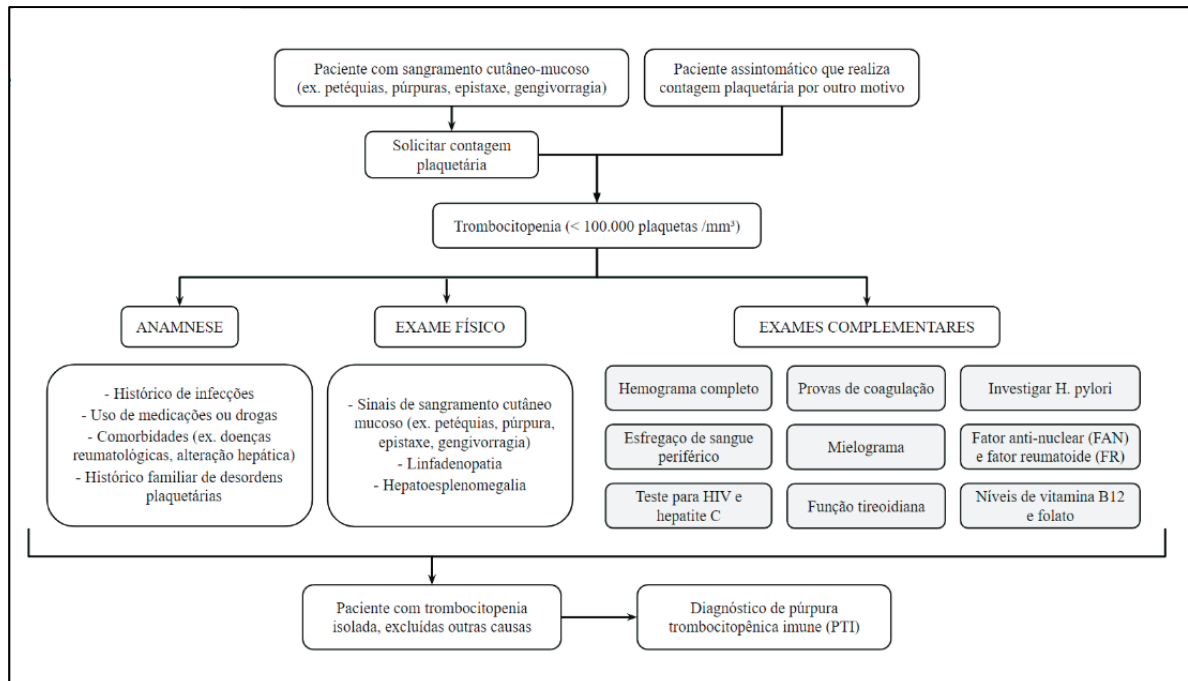 Paciente com sangramento cutâneo-mucoso
(ex. petéquias, púrpuras, epistaxe, gengivorragia)
Paciente assintomático que realiza
contagem plaquetária por outro motivo
Solicitar contagem
plaquetária
Trombocitopenia (< 100.000 plaquetas /mm³)
ANAMNESE
- Histórico de infecções
- Uso de medicações ou drogas
- Comorbidades (ex. doenças
reumatológicas, alteração hepática)
- Histórico familiar de desordens
plaquetárias
EXAME FÍSICO
- Sinais de sangramento cutâneo
mucoso (ex. petéquias, púrpura,
epistaxe, gengivorragia)
- Linfadenopatia
- Hepatoesplenomegalia
EXAMES COMPLEMENTARES
Hemograma completo
Provas de coagulação
Investigar H. pylori
Esfregaço de sangue
periférico
Mielograma
Fator anti-nuclear (FAN)
e fator reumatoide (FR)
Teste para HIV e
hepatite C
Função tireoidiana
Níveis de vitamina B12
e folato
Paciente com trombocitopenia
isolada, excluídas outras causas
Diagnóstico de púrpura
trombocitopênica imune (PTI)